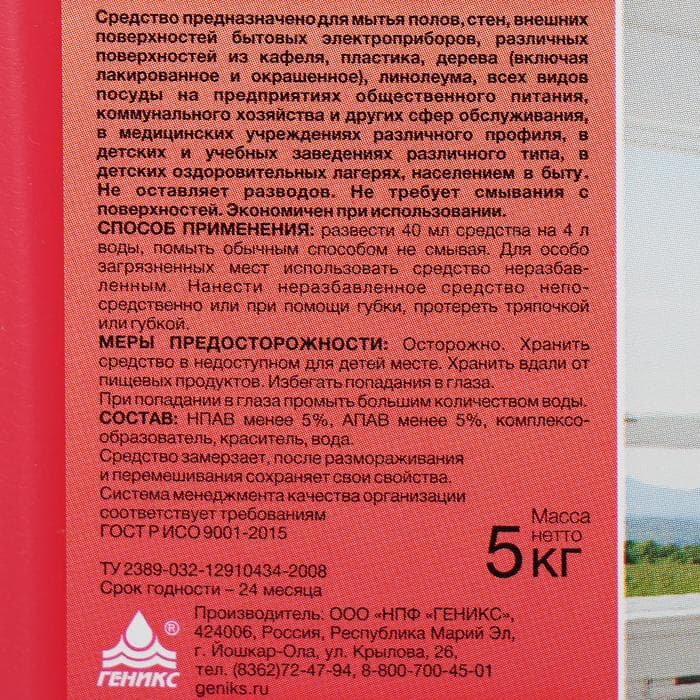 Средство предназначено для мытья полов, стен, внешних
поверхностей бытовых электроприборов, различных
поверхностей из кафеля, пластика, дерева (включая
лакированное и окрашенное), линолеума, всех видов
посуды на предприятиях общественного питания,
коммунального хозяйства и других сфер обслуживания,
в медицинских учреждениях различного профиля, в
детских и учебных заведениях различного типа, в
детских оздоровительных лагерях, населением в быту.
Не оставляет разводов. Не требует смывания с
поверхностей. Экономичен при использовании.
СПОСОБ ПРИМЕНЕНИЯ: развести 40 мл средства на 4 л
воды, помыть обычным способом не смывая. Для особо
загрязненных мест использовать средство неразбав-
ленным. Нанести неразбавленное средство непо-
средственно или при помощи губки, протереть тряпочкой
или губкой.
МЕРЫ ПРЕДОСТОРОЖНОСТИ: Осторожно. Хранить
средство в недоступном для детей месте. Хранить вдали от
пищевых продуктов. Избегать попадания в глаза.
При попадании в глаза промыть большим количеством воды.
СОСТАВ: НПАВ менее 5%, АПАВ менее 5%, комплексо-
образователь, краситель, вода.
Средство замерзает, после размораживания
и перемешивания сохраняет свои свойства.
Система менеджмента качества организации
соответствует требованиям
ГОСТ Р ИСО 9001-2015
Масса
нетто
5 кг
ТУ 2389-032-12910434-2008
Срок годности – 24 месяца
®
ГЕНИКС
Производитель: ООО «НПФ «ГЕНИКС»,
424006, Россия, Республика Марий Эл,
г. Йошкар-Ола, ул. Крылова, 26,
тел. (8362)72-47-94, 8-800-700-45-01
geniks.ru